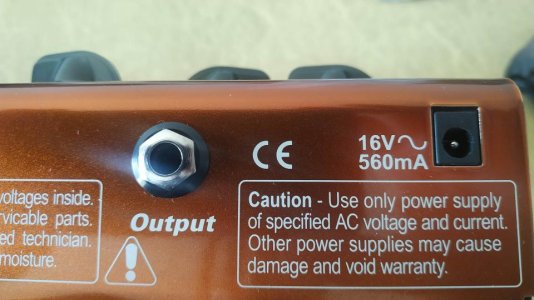 16V~
560mA
voltages inside.
rvicable parts.
ed technician.
moisture.
Output
CE
Caution - Use only power supply
of specified AC voltage and current.
Other power supplies may cause
damage and void warranty.